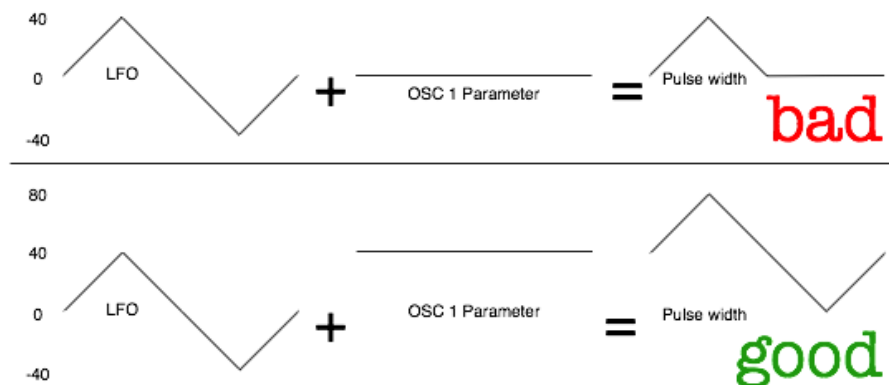 40
LFO
Pulse width
0
+
=
OSC 1 Parameter
bad
-40
80
40
LFO
OSC 1 Parameter
Pulse width
0
+
=
good
-40